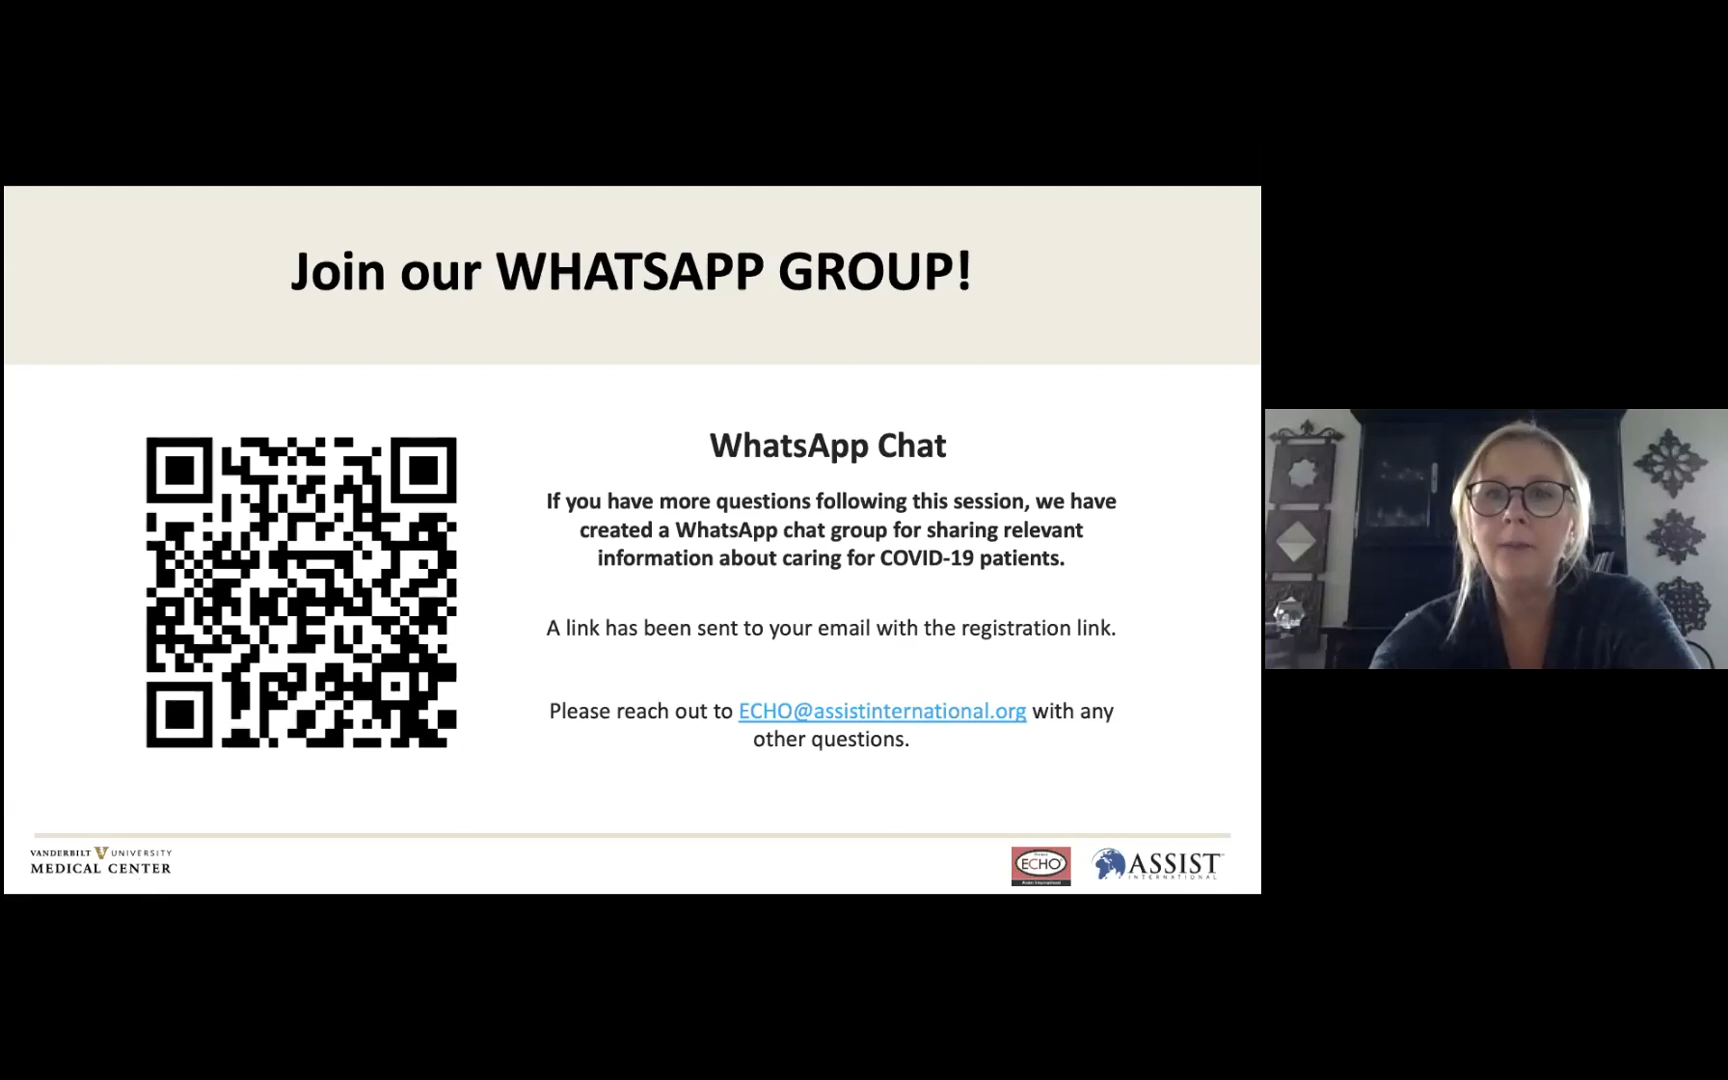 Join our WHATSAPP GROUP!
WhatsApp Chat
If you have more questions following this session, we have
created a WhatsApp chat group for sharing relevant
information about caring for COVID-19 patients.
A link has been sent to your email with the registration link.
Please reach out to ECHO@assistinternational.org with any
other questions.
VANDERBILT V UNIVERSITY
MEDICAL CENTER
ECHO
ASSIST
INTERNATIONAL